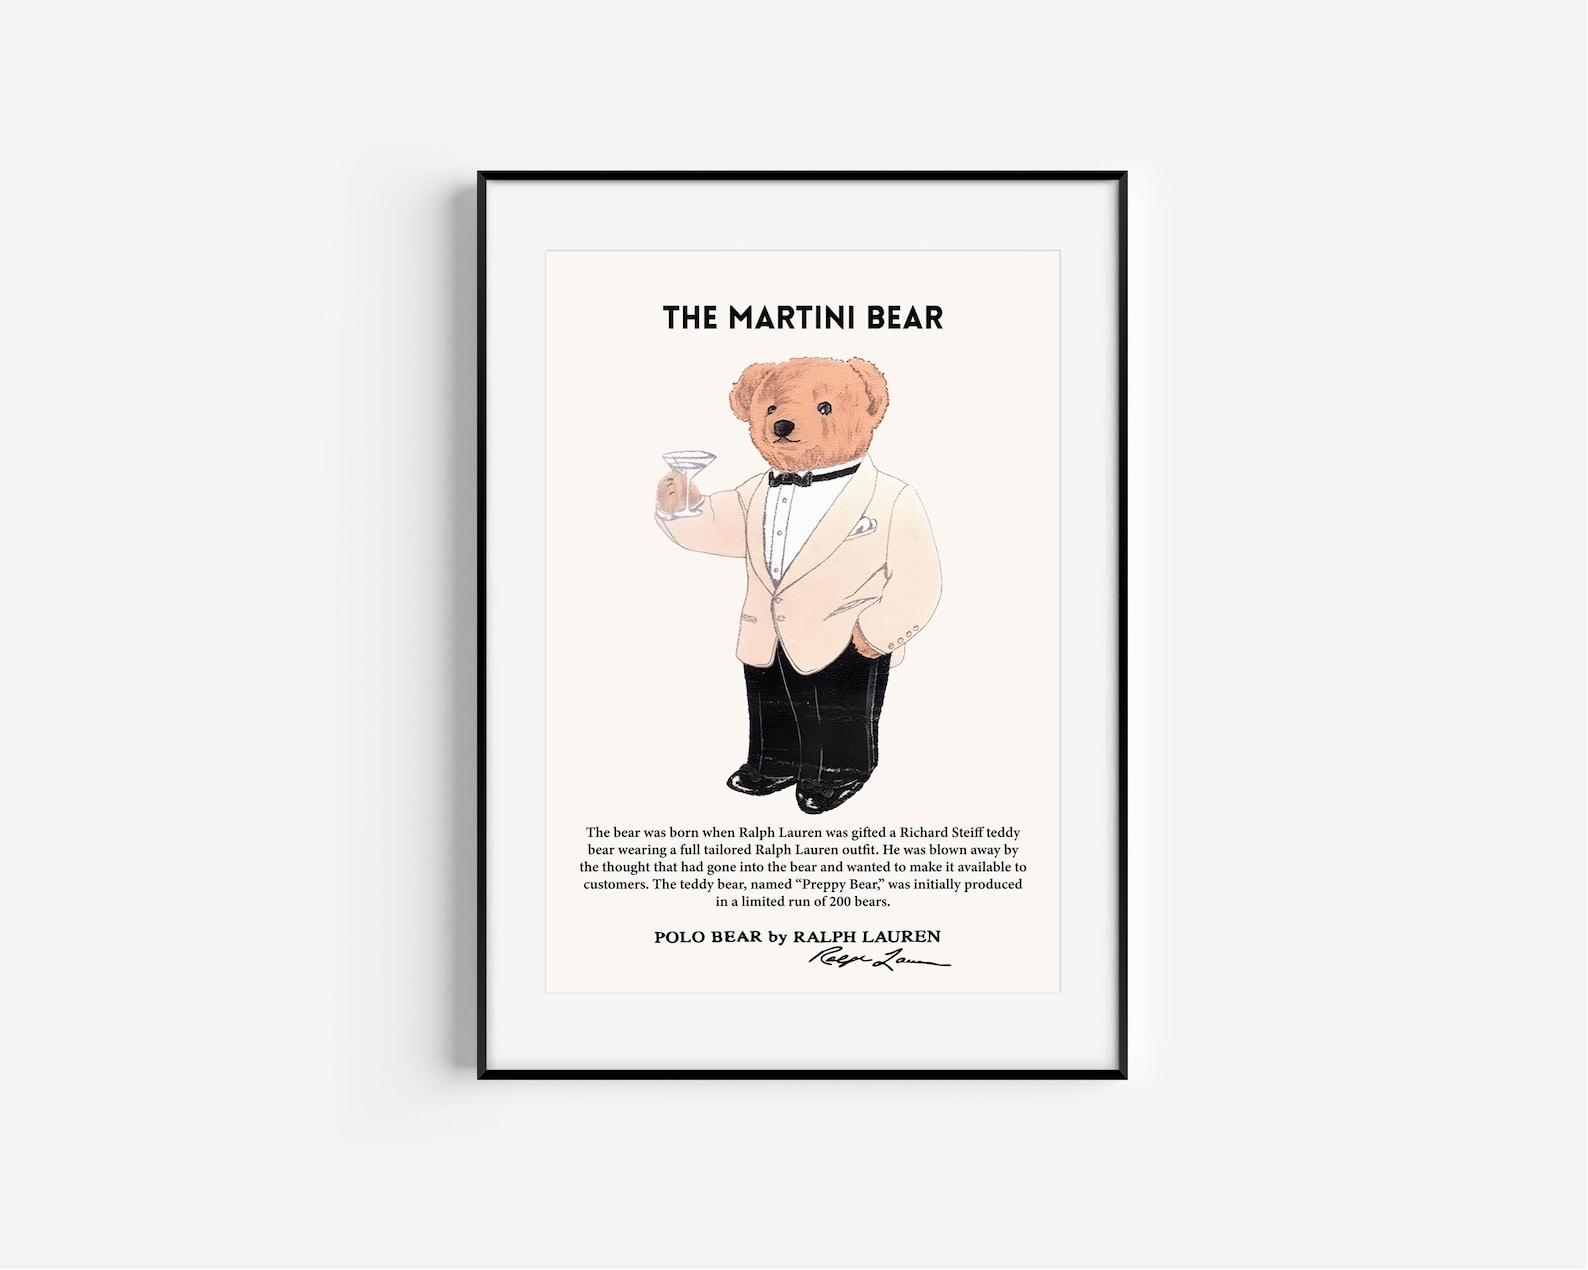 THE MARTINI BEAR
The bear was born when Ralph Lauren was gifted a Richard Steiff teddy
bear wearing a full tailored Ralph Lauren outfit. He was blown away by
the thought that had gone into the bear and wanted to make it available to
customers. The teddy bear, named “Preppy Bear,” was initially produced
in a limited run of 200 bears.
POLO BEAR by RALPH LAUREN
Ralph Lauren